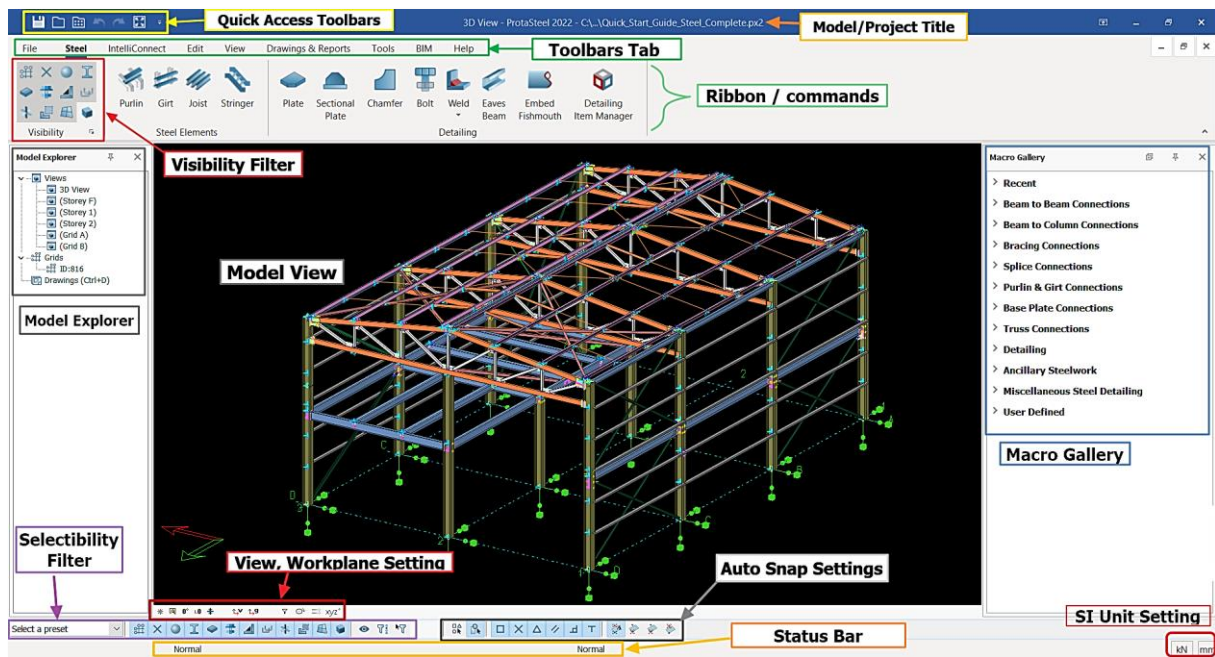 Quick Access Toolbars
3D View - ProtaSteel 2022 - C:\...\Quick_Start_Guide_Steel_Complete.px2
Model/Project Title
File Steel IntelliConnect Edit View Drawings & Reports Tools BIM Help
Toolbars Tab
Purlin Girt Joist Stringer Plate Sectional Plate Chamfer Bolt Weld Eaves Beam Embed Fishmouth Detailing Item Manager
Ribbon / commands
Visibility Steel Elements Detailing
Visibility Filter
Model Explorer
Views
3D View
(Storey F)
(Storey 1)
(Storey 2)
(Grid A)
(Grid B)
Grids
ID:816
Drawings (Ctrl+D)
Model Explorer
Model View
Macro Gallery
Recent
Beam to Beam Connections
Beam to Column Connections
Bracing Connections
Splice Connections
Purlin & Girt Connections
Base Plate Connections
Truss Connections
Detailing
Ancillary Steelwork
Miscellaneous Steel Detailing
User Defined
Macro Gallery
2
C
B
D
3
C
2
1 D
Selectibility
Filter
View, Workplane Setting
Auto Snap Settings
xyz
SI Unit Setting
Select a preset
Status Bar
Normal Normal
kN mm